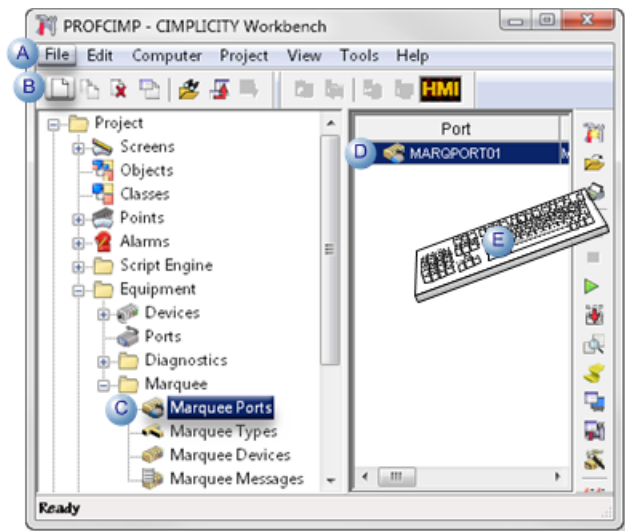 PROFCIMP - CIMPLICITY Workbench
A
File Edit Computer Project View Tools Help
B
HMI
Project
Screens
Objects
Classes
Points
Alarms
Script Engine
Equipment
Devices
Ports
Diagnostics
Marquee
C Marquee Ports
Marquee Types
Marquee Devices
Marquee Messages
Port
D MARQPORT01 M
E
Ready